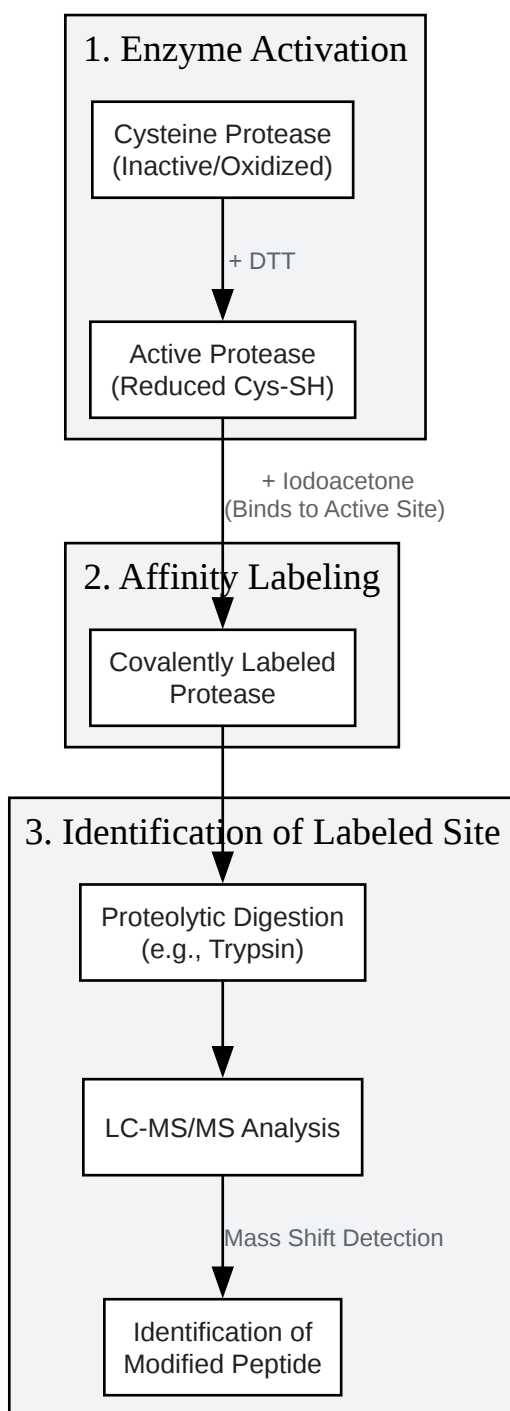 1. Enzyme Activation
Cysteine Protease
(Inactive/Oxidized)
+ DTT
Active Protease
(Reduced Cys-SH)
+ Iodoacetone
(Binds to Active Site)
2. Affinity Labeling
Covalently Labeled
Protease
3. Identification of Labeled Site
Proteolytic Digestion
(e.g., Trypsin)
LC-MS/MS Analysis
Mass Shift Detection
Identification of
Modified Peptide